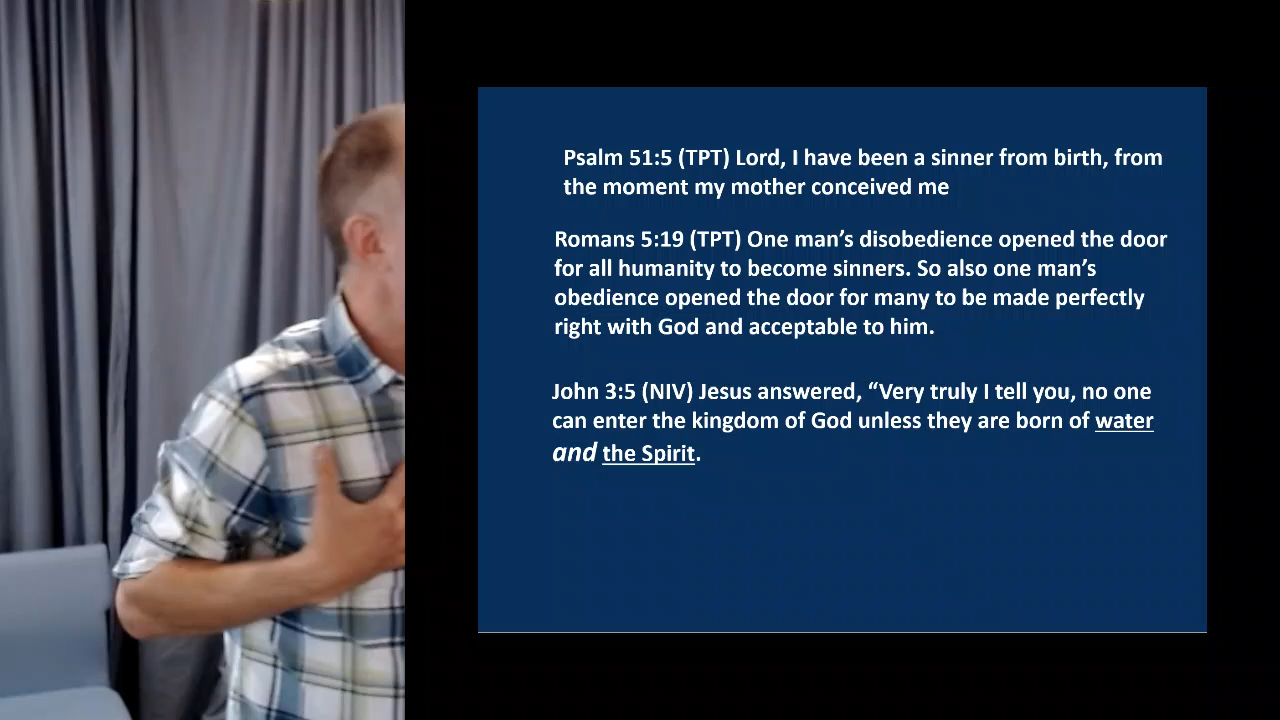 Psalm 51:5 (TPT) Lord, I have been a sinner from birth, from
the moment my mother conceived me
Romans 5:19 (TPT) One man’s disobedience opened the door
for all humanity to become sinners. So also one man’s
obedience opened the door for many to be made perfectly
right with God and acceptable to him.
John 3:5 (NIV) Jesus answered, “Very truly I tell you, no one
can enter the kingdom of God unless they are born of water
and the Spirit.